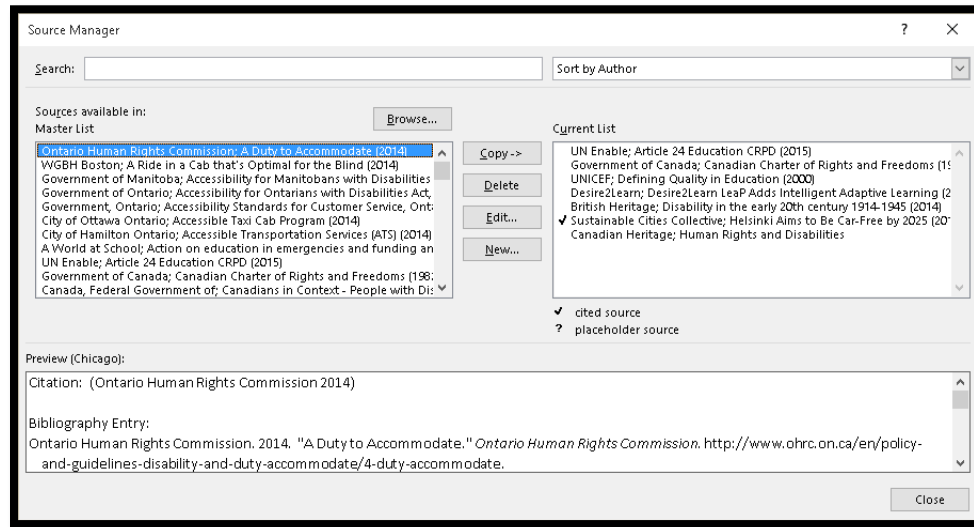 Source Manager
Search:
Sort by Author
Sources available in:
Master List
Browse...
Current List
Ontario Human Rights Commission; A Duty to Accommodate (2014)
WGBH Boston; A Ride in a Cab that's Optimal for the Blind (2014)
Government of Manitoba; Accessibility for Manitobans with Disabilities
Government of Ontario; Accessibility for Ontarians with Disabilities Act,
Government, Ontario; Accessibility Standards for Customer Service, Ont
City of Ottawa Ontario; Accessible Taxi Cab Program (2014)
City of Hamilton Ontario; Accessible Transportation Services (ATS) (2014)
A World at School; Action on education in emergencies and funding an
UN Enable; Article 24 Education CRPD (2015)
Government of Canada; Canadian Charter of Rights and Freedoms (198
Canada, Federal Government of; Canadians in Context - People with Di
Copy ->
Delete
Edit...
New...
UN Enable; Article 24 Education CRPD (2015)
Government of Canada; Canadian Charter of Rights and Freedoms (19
UNICEF; Defining Quality in Education (2000)
Desire2Learn; Desire2Learn LeaP Adds Intelligent Adaptive Learning (2
British Heritage; Disability in the early 20th century 1914-1945 (2014)
✓ Sustainable Cities Collective; Helsinki Aims to Be Car-Free by 2025 (20
Canadian Heritage; Human Rights and Disabilities
✓ cited source
? placeholder source
Preview (Chicago):
Citation: (Ontario Human Rights Commission 2014)
Bibliography Entry:
Ontario Human Rights Commission. 2014. "A Duty to Accommodate." Ontario Human Rights Commission. http://www.ohrc.on.ca/en/policy-
and-guidelines-disability-and-duty-accommodate/4-duty-accommodate.
Close